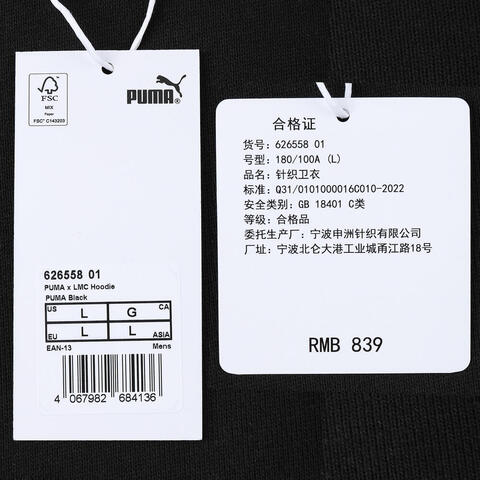 FSC
MIX
Paper
FSC® C143203
PUMA®
626558 01
PUMA x LMC Hoodie
PUMA Black
US L G CA
EU L L ASIA
EAN-13 Mens
4 067982 684136
合格证
货号: 626558 01
号型: 180/100A (L)
品名: 针织卫衣
标准: Q31/0101000016C010-2022
安全类别: GB 18401 C类
等级: 合格品
委托生产厂: 宁波申洲针织有限公司
厂址: 宁波北仑大港工业城甬江路18号
RMB 839